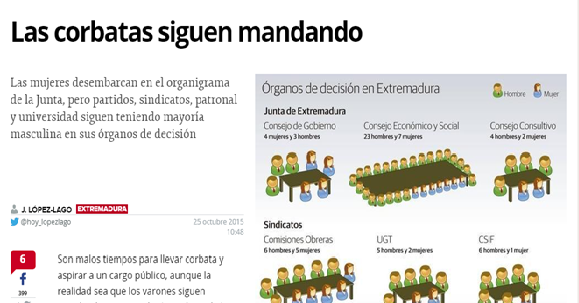 Las corbatas siguen mandando
Las mujeres desembarcan en el organigrama
de la Junta, pero partidos, sindicatos, patronal
y universidad siguen teniendo mayoría
masculina en sus órganos de decisión
J. LÓPEZ-LAGO EXTREMADURA
@hoy_lopezlago
25 octubre 2015
10:48
6
399
Son malos tiempos para llevar corbata y
aspirar a un cargo público, aunque la
realidad sea que los varones siguen
Órganos de decisión en Extremadura
Hombre Mujer
Junta de Extremadura
Consejo de Gobierno
4 mujeres y 3 hombres
Consejo Económico y Social
23 hombres y 7 mujeres
Consejo Consultivo
4 hombres y 2 mujeres
Sindicatos
Comisiones Obreras
6 hombres y 5 mujeres
UGT
5 hombres y 2 mujeres
CSIF
6 hombres y 1 mujer